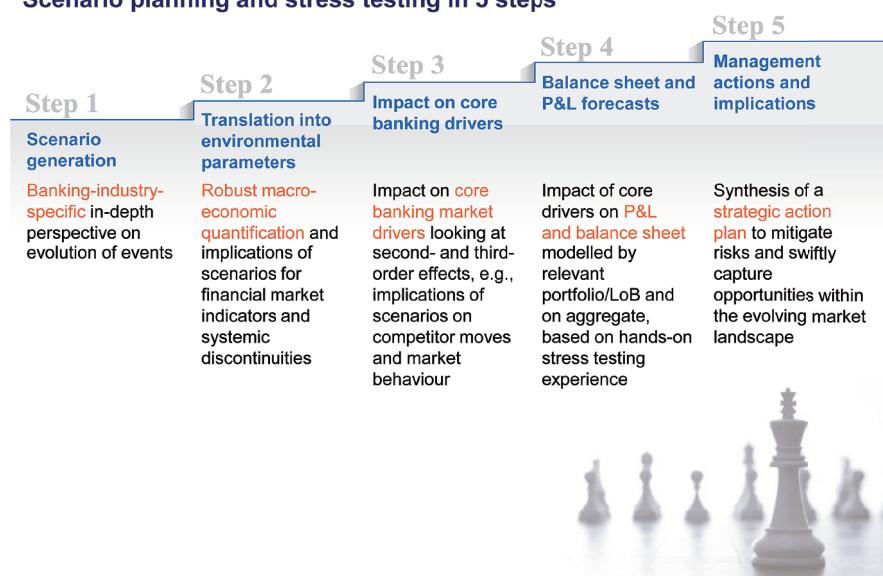 Scenario planning and stress testing in 5 steps
Step 1
Scenario
generation
Banking-industry-
specific in-depth
perspective on
evolution of events
Step 2
Translation into
environmental
parameters
Robust macro-
economic
quantification and
implications of
scenarios for
financial market
indicators and
systemic
discontinuities
Step 3
Impact on core
banking drivers
Impact on core
banking market
drivers looking at
second- and third-
order effects, e.g.,
implications of
scenarios on
competitor moves
and market
behaviour
Step 4
Balance sheet and
P&L forecasts
Impact of core
drivers on P&L
and balance sheet
modelled by
relevant
portfolio/LoB and
on aggregate,
based on hands-on
stress testing
experience
Step 5
Management
actions and
implications
Synthesis of a
strategic action
plan to mitigate
risks and swiftly
capture
opportunities within
the evolving market
landscape